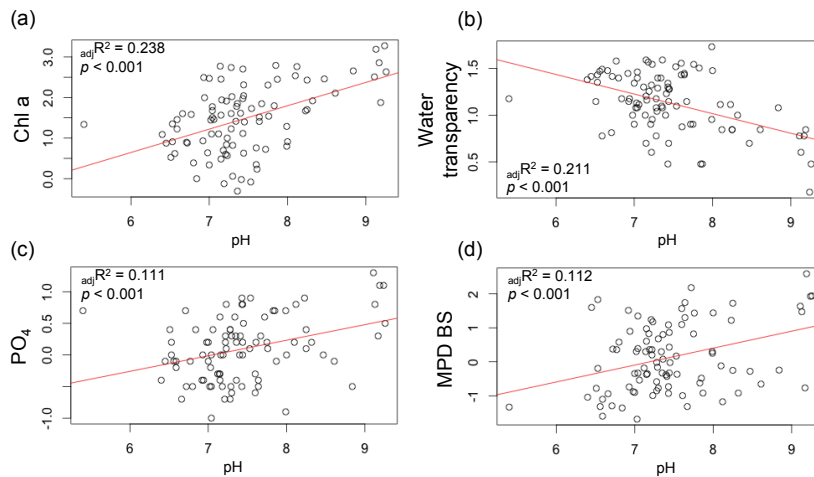 (a)
adjR² = 0.238
p < 0.001
Chl a
0.0 1.0 2.0 3.0
6 7 8 9
pH
(b)
adjR² = 0.211
p < 0.001
Water
transparency
0.5 1.0 1.5
6 7 8 9
pH
(c)
adjR² = 0.111
p < 0.001
PO₄
-1.0 0.0 0.5 1.0
6 7 8 9
pH
(d)
adjR² = 0.112
p < 0.001
MPD BS
-1 0 1 2
6 7 8 9
pH